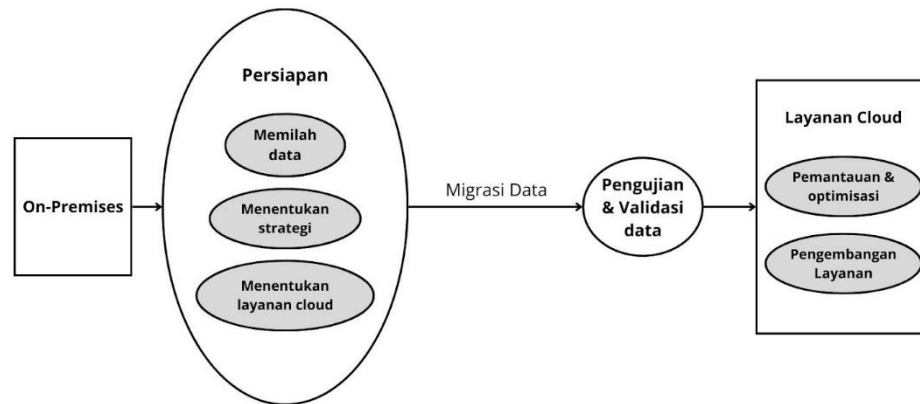 On-Premises
Persiapan
Memilah
data
Menentukan
strategi
Menentukan
layanan cloud
Migrasi Data
Pengujian
& Validasi
data
Layanan Cloud
Pemantauan &
optimisasi
Pengembangan
Layanan